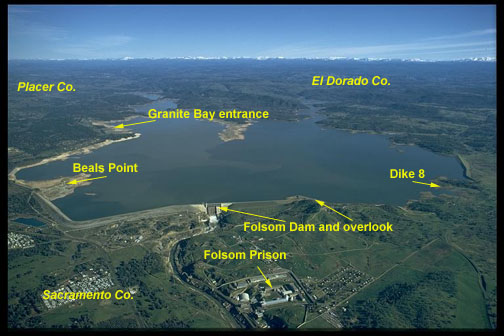 Placer Co.
El Dorado Co.
Granite Bay entrance
Beals Point
Dike 8
Folsom Dam and overlook
Folsom Prison
Sacramento Co.